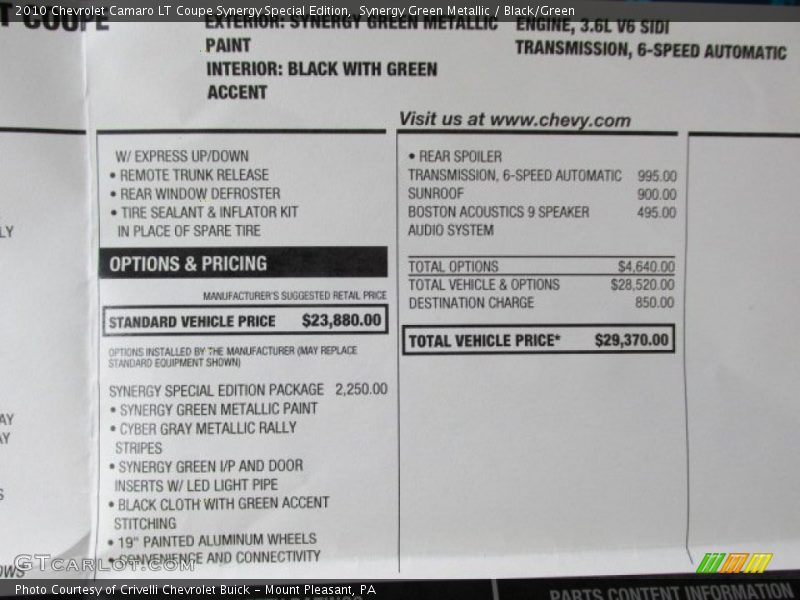 2010 Chevrolet Camaro LT Coupe Synergy Special Edition, Synergy Green Metallic / Black/Green
T COUPE
EXTERIOR: SYNERGY GREEN METALLIC
PAINT
INTERIOR: BLACK WITH GREEN
ACCENT
ENGINE, 3.6L V6 SIDI
TRANSMISSION, 6-SPEED AUTOMATIC
Visit us at www.chevy.com
LY
AY
AY
S
OWS
W/ EXPRESS UP/DOWN
• REMOTE TRUNK RELEASE
• REAR WINDOW DEFROSTER
• TIRE SEALANT & INFLATOR KIT
IN PLACE OF SPARE TIRE
OPTIONS & PRICING
MANUFACTURER'S SUGGESTED RETAIL PRICE
STANDARD VEHICLE PRICE $23,880.00
OPTIONS INSTALLED BY THE MANUFACTURER (MAY REPLACE
STANDARD EQUIPMENT SHOWN)
SYNERGY SPECIAL EDITION PACKAGE 2,250.00
• SYNERGY GREEN METALLIC PAINT
• CYBER GRAY METALLIC RALLY
STRIPES
• SYNERGY GREEN I/P AND DOOR
INSERTS W/ LED LIGHT PIPE
• BLACK CLOTH WITH GREEN ACCENT
STITCHING
• 19" PAINTED ALUMINUM WHEELS
• CONVENIENCE AND CONNECTIVITY
• REAR SPOILER
TRANSMISSION, 6-SPEED AUTOMATIC 995.00
SUNROOF 900.00
BOSTON ACOUSTICS 9 SPEAKER 495.00
AUDIO SYSTEM
TOTAL OPTIONS $4,640.00
TOTAL VEHICLE & OPTIONS $28,520.00
DESTINATION CHARGE 850.00
TOTAL VEHICLE PRICE* $29,370.00
GTCARLOT.COM
PARTS CONTENT INFORMATION
Photo Courtesy of Crivelli Chevrolet Buick - Mount Pleasant, PA